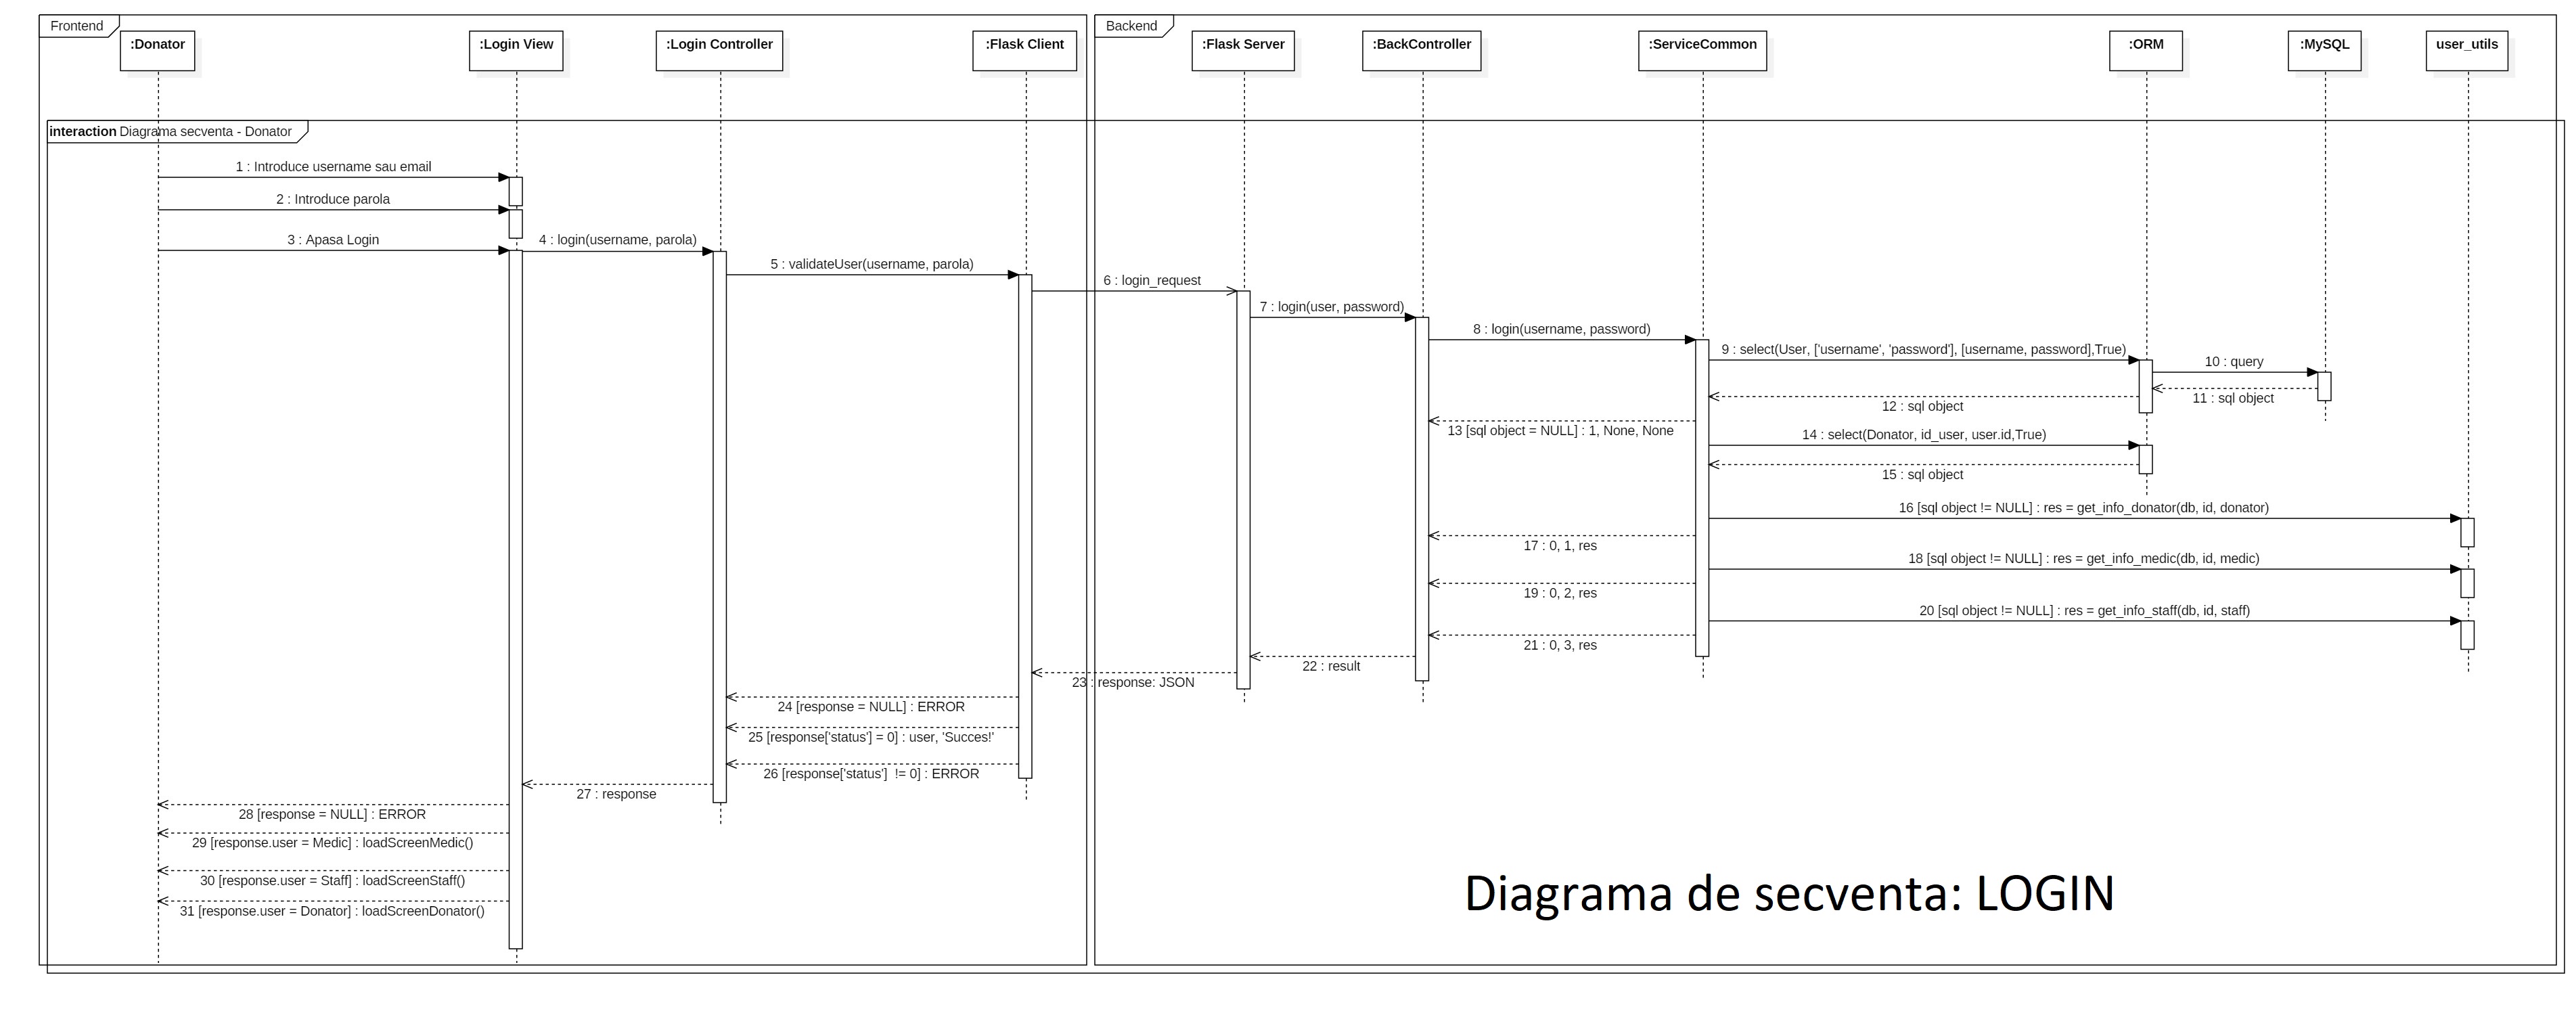 Frontend
Backend
:Donator
:Login View
:Login Controller
:Flask Client
:Flask Server
:BackController
:ServiceCommon
:ORM
:MySQL
user_utils
interaction Diagrama secventa - Donator
1 : Introduce username sau email
2 : Introduce parola
3 : Apasa Login
4 : login(username, parola)
5 : validateUser(username, parola)
6 : login_request
7 : login(user, password)
8 : login(username, password)
9 : select(User, ['username', 'password'], [username, password],True)
10 : query
11 : sql object
12 : sql object
13 [sql object = NULL] : 1, None, None
14 : select(Donator, id_user, user.id,True)
15 : sql object
16 [sql object != NULL] : res = get_info_donator(db, id, donator)
17 : 0, 1, res
18 [sql object != NULL] : res = get_info_medic(db, id, medic)
19 : 0, 2, res
20 [sql object != NULL] : res = get_info_staff(db, id, staff)
21 : 0, 3, res
22 : result
23 : response: JSON
24 [response = NULL] : ERROR
25 [response['status'] = 0] : user, 'Succes!'
26 [response['status']  != 0] : ERROR
27 : response
28 [response = NULL] : ERROR
29 [response.user = Medic] : loadScreenMedic()
30 [response.user = Staff] : loadScreenStaff()
31 [response.user = Donator] : loadScreenDonator()
Diagrama de secventa: LOGIN